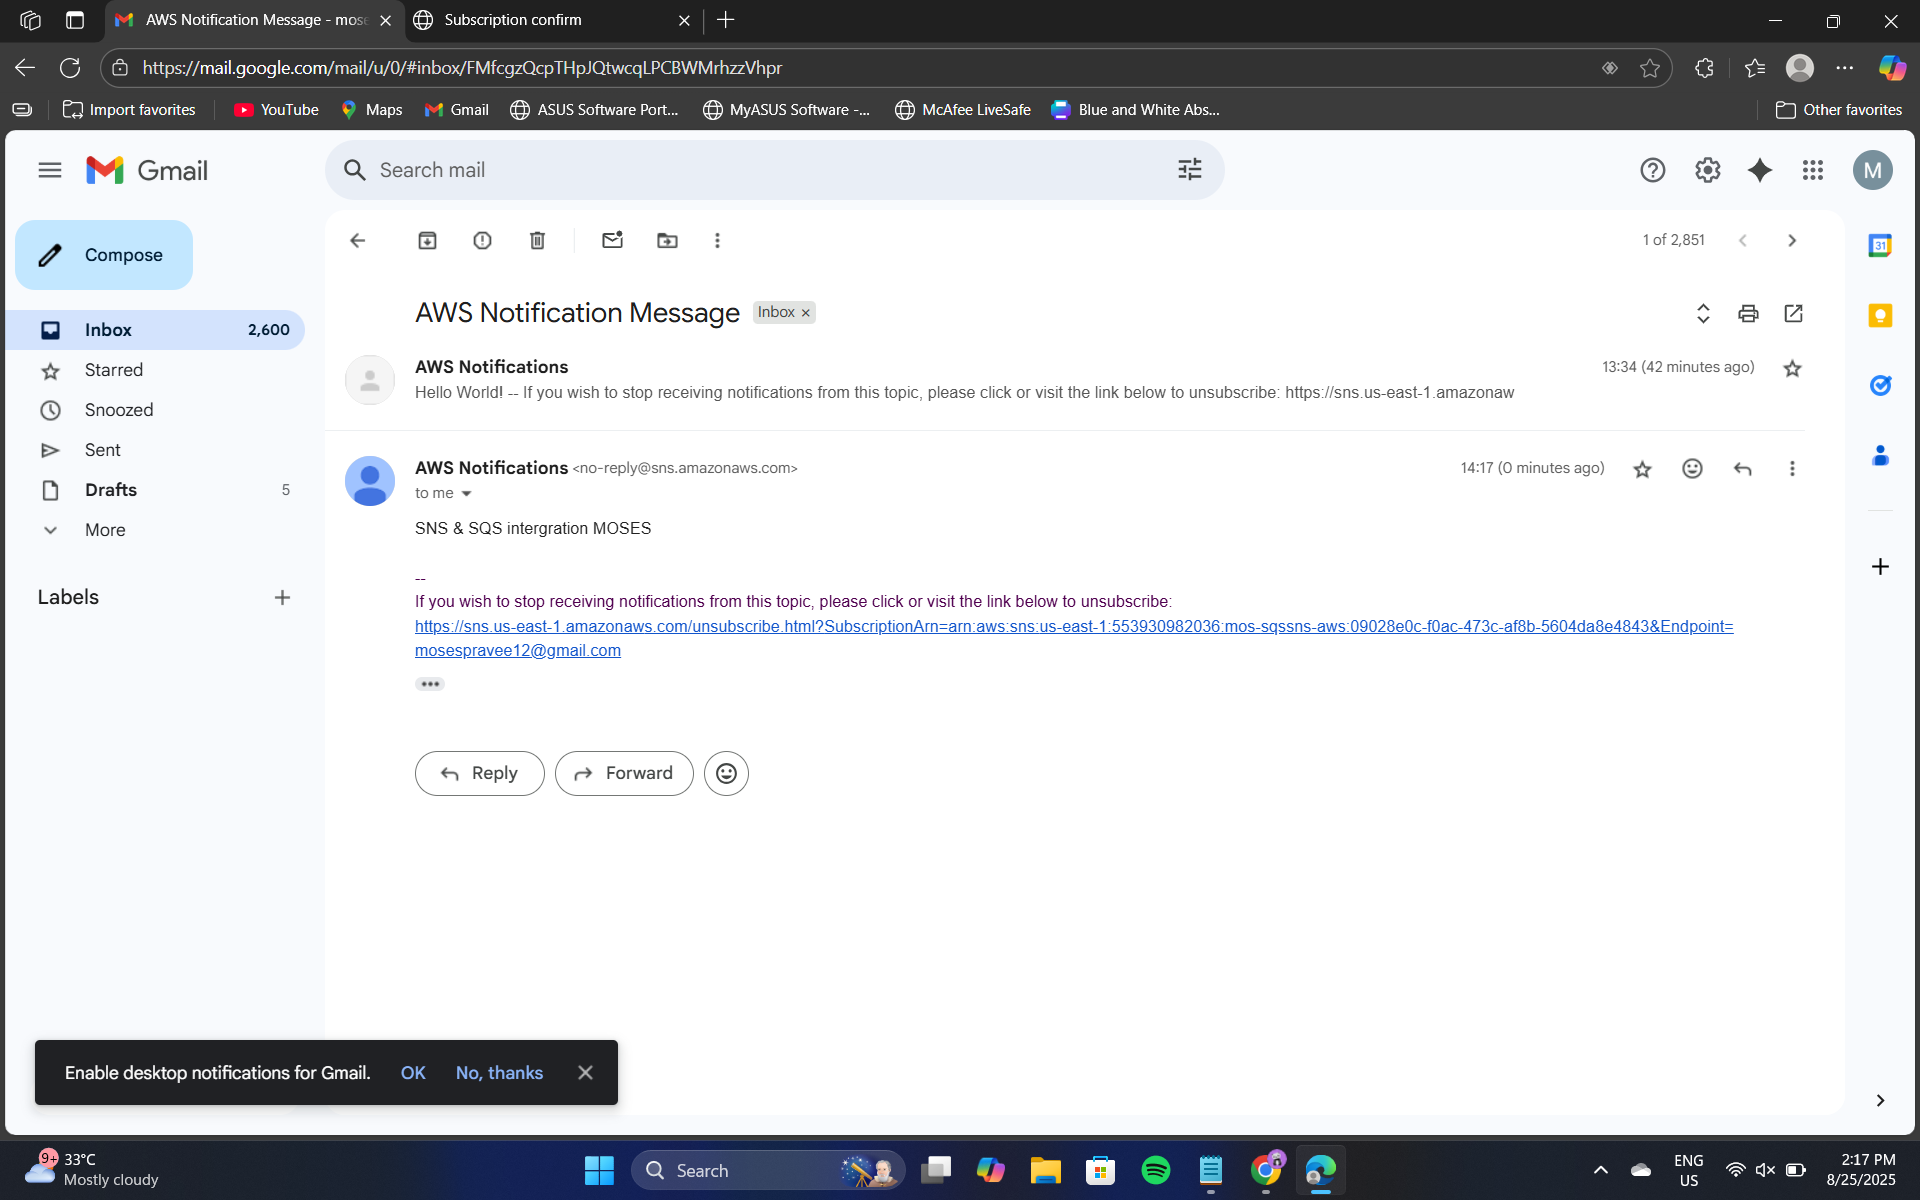 AWS Notification Message - mose
Subscription confirm
https://mail.google.com/mail/u/0/#inbox/FMfcgzQcpTHpJQtwcqLPCBWMrhzzVhpr
Import favorites
YouTube
Maps
Gmail
ASUS Software Port...
MyASUS Software -...
McAfee LiveSafe
Blue and White Abs...
Other favorites
Gmail
Search mail
M
Compose
1 of 2,851
31
Inbox 2,600
Starred
Snoozed
Sent
Drafts 5
More
Labels
AWS Notification Message Inbox ×
AWS Notifications
13:34 (42 minutes ago)
Hello World! -- If you wish to stop receiving notifications from this topic, please click or visit the link below to unsubscribe: https://sns.us-east-1.amazonaw
AWS Notifications <no-reply@sns.amazonaws.com>
14:17 (0 minutes ago)
to me
SNS & SQS intergration MOSES
--
If you wish to stop receiving notifications from this topic, please click or visit the link below to unsubscribe:
https://sns.us-east-1.amazonaws.com/unsubscribe.html?SubscriptionArn=arn:aws:sns:us-east-1:553930982036:mos-sqssns-aws:09028e0c-f0ac-473c-af8b-5604da8e4843&Endpoint=
mosespravee12@gmail.com
Reply
Forward
Enable desktop notifications for Gmail. OK No, thanks
9+
33°C
Mostly cloudy
Search
ENG
US
2:17 PM
8/25/2025